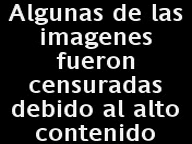 Algunas de las
imagenes
fueron
censuradas
debido al alto
contenido